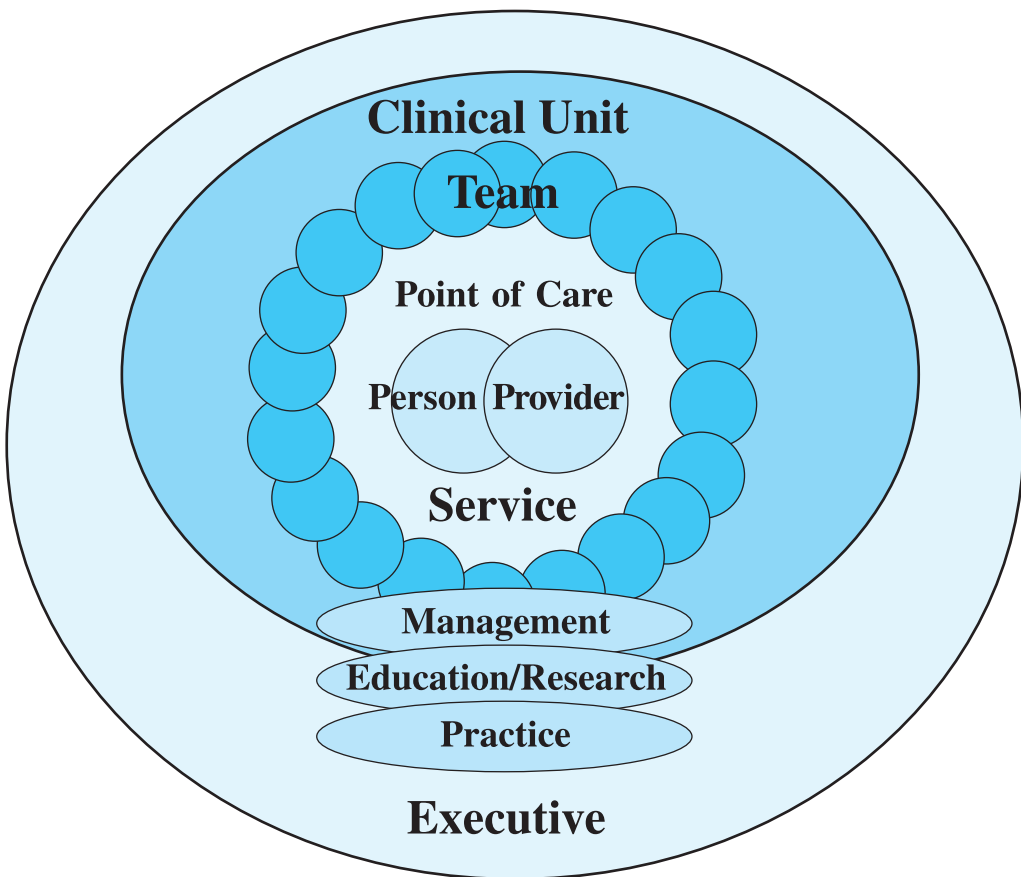 Clinical Unit
Team
Point of Care
Person Provider
Service
Management
Education/Research
Practice
Executive